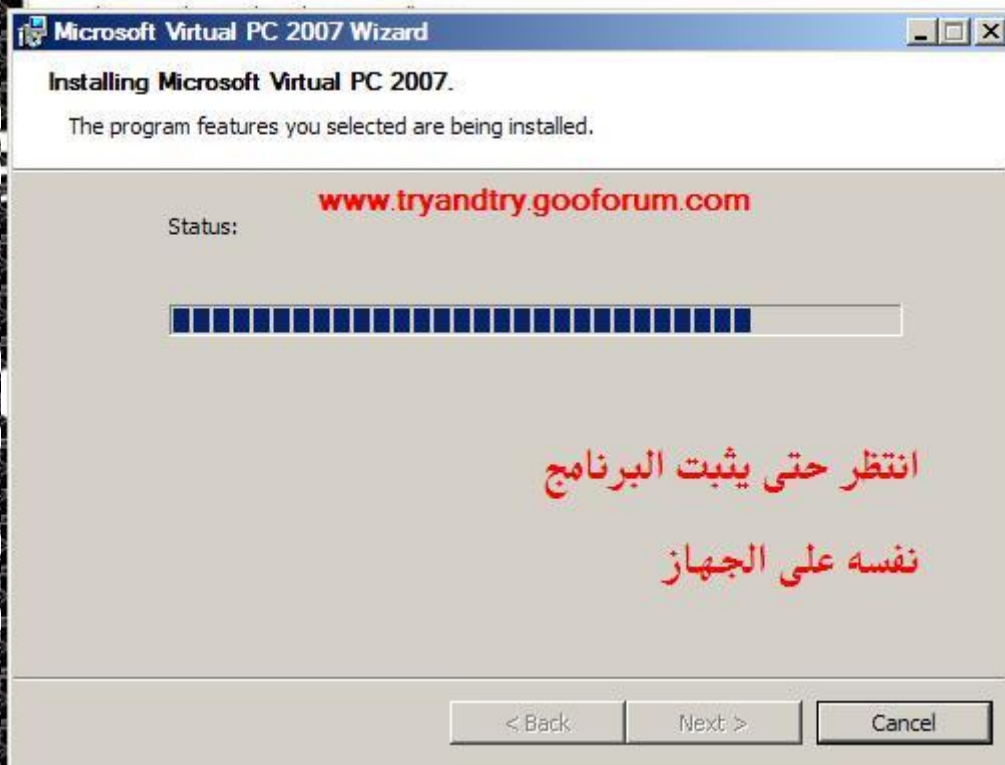 Microsoft Virtual PC 2007 Wizard
Installing Microsoft Virtual PC 2007.
The program features you selected are being installed.
www.tryandtry.gooforum.com
Status:
انتظر حتى يثبت البرنامج
نفسه على الجهاز
< Back
Next >
Cancel